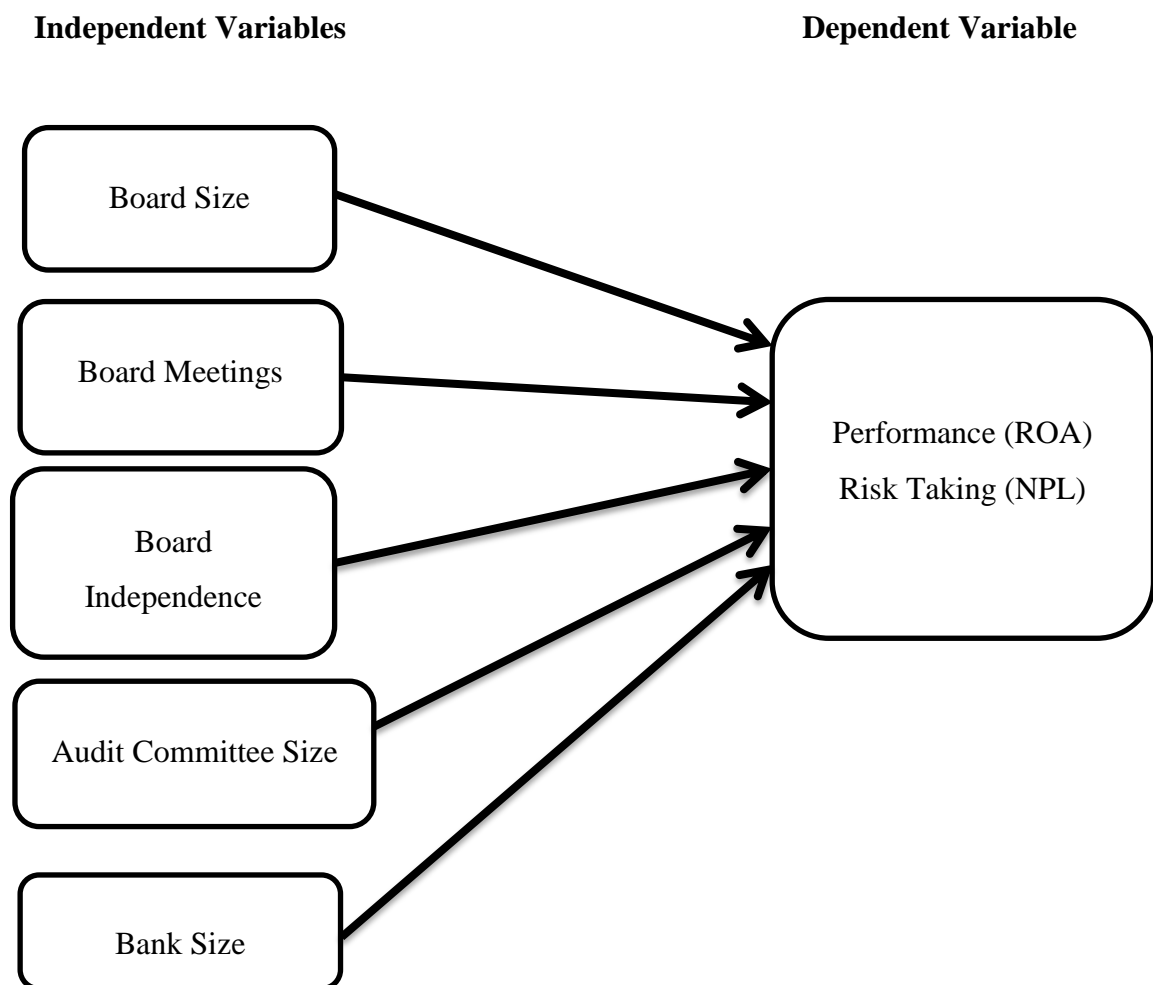 Independent Variables
Dependent Variable
Board Size
Board Meetings
Board
Independence
Audit Committee Size
Bank Size
Performance (ROA)
Risk Taking (NPL)